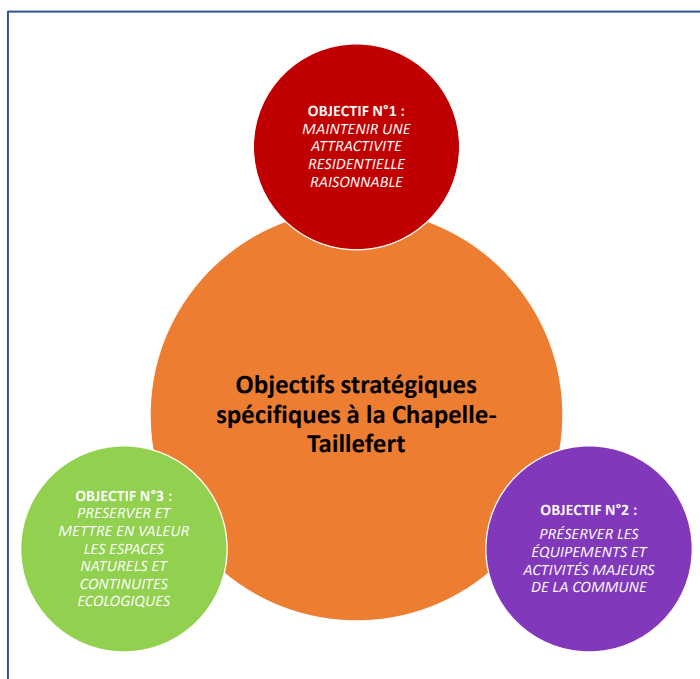 OBJECTIF N°1 :
MAINTENIR UNE
ATTRACTIVITE
RESIDENTIELLE
RAISONNABLE
Objectifs stratégiques
spécifiques à la Chapelle-
Taillefert
OBJECTIF N°2 :
PRÉSERVER LES
ÉQUIPEMENTS ET
ACTIVITÉS MAJEURS
DE LA COMMUNE
OBJECTIF N°3 :
PRESERVER ET
METTRE EN VALEUR
LES ESPACES
NATURELS ET
CONTINUITES
ECOLOGIQUES